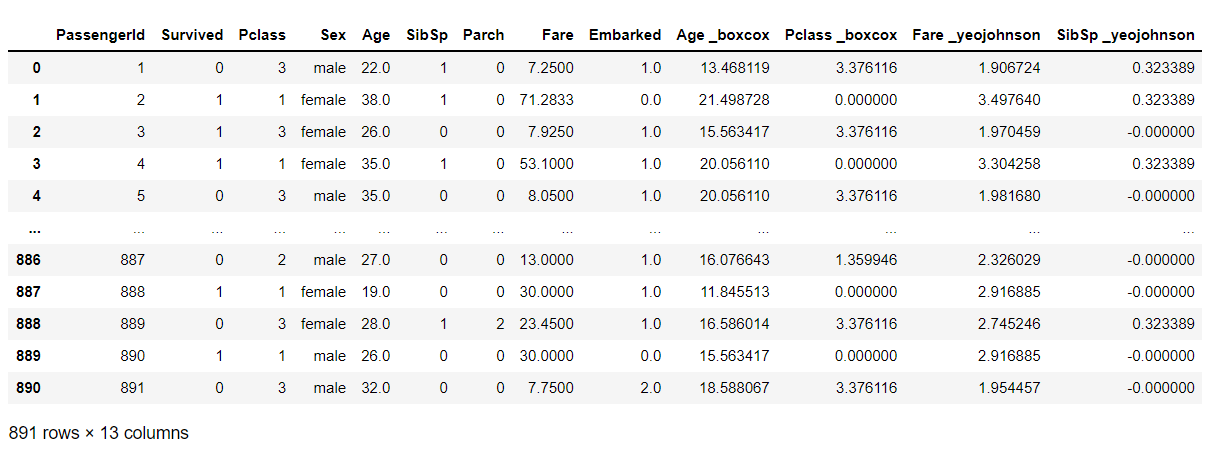 PassengerId Survived Pclass Sex Age SibSp Parch Fare Embarked Age _boxcox Pclass _boxcox Fare _yeojohnson SibSp _yeojohnson
0 1 0 3 male 22.0 1 0 7.2500 1.0 13.468119 3.376116 1.906724 0.323389
1 2 1 1 female 38.0 1 0 71.2833 0.0 21.498728 0.000000 3.497640 0.323389
2 3 1 3 female 26.0 0 0 7.9250 1.0 15.563417 3.376116 1.970459 -0.000000
3 4 1 1 female 35.0 1 0 53.1000 1.0 20.056110 0.000000 3.304258 0.323389
4 5 0 3 male 35.0 0 0 8.0500 1.0 20.056110 3.376116 1.981680 -0.000000
... ... ... ... ... ... ... ... ... ... ... ... ... ...
886 887 0 2 male 27.0 0 0 13.0000 1.0 16.076643 1.359946 2.326029 -0.000000
887 888 1 1 female 19.0 0 0 30.0000 1.0 11.845513 0.000000 2.916885 -0.000000
888 889 0 3 female 28.0 1 2 23.4500 1.0 16.586014 3.376116 2.745246 0.323389
889 890 1 1 male 26.0 0 0 30.0000 0.0 15.563417 0.000000 2.916885 -0.000000
890 891 0 3 male 32.0 0 0 7.7500 2.0 18.588067 3.376116 1.954457 -0.000000
891 rows × 13 columns